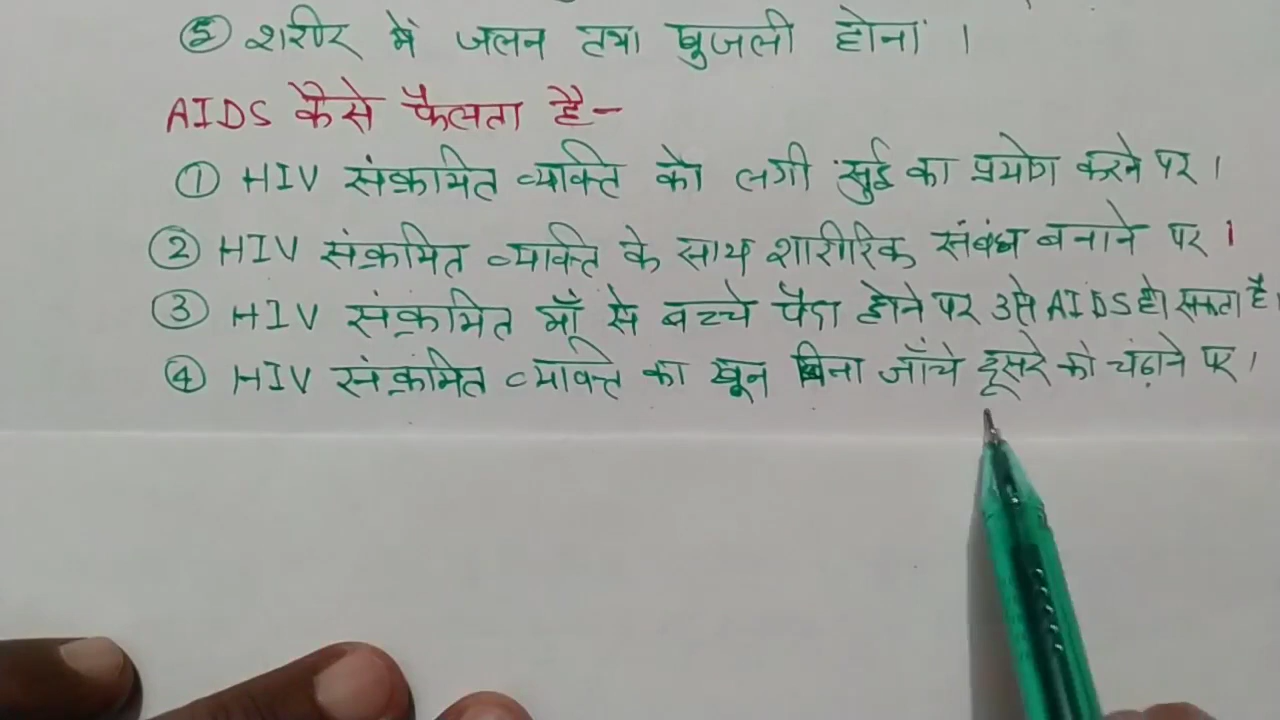 ⑤ शरीर में जलन तथा खुजली होना ।
AIDS कैसे फैलता है-
① HIV संक्रमित व्यक्ति को लगी सुई का प्रयोग करने पर ।
② HIV संक्रमित व्यक्ति के साथ शारीरिक संबंध बनाने पर ।
③ HIV संक्रमित माँ से बच्चे पैदा होने पर उसे AIDS हो सकता है।
④ HIV संक्रमित व्यक्ति का खून बिना जाँचे दूसरे को चढ़ाने पर ।